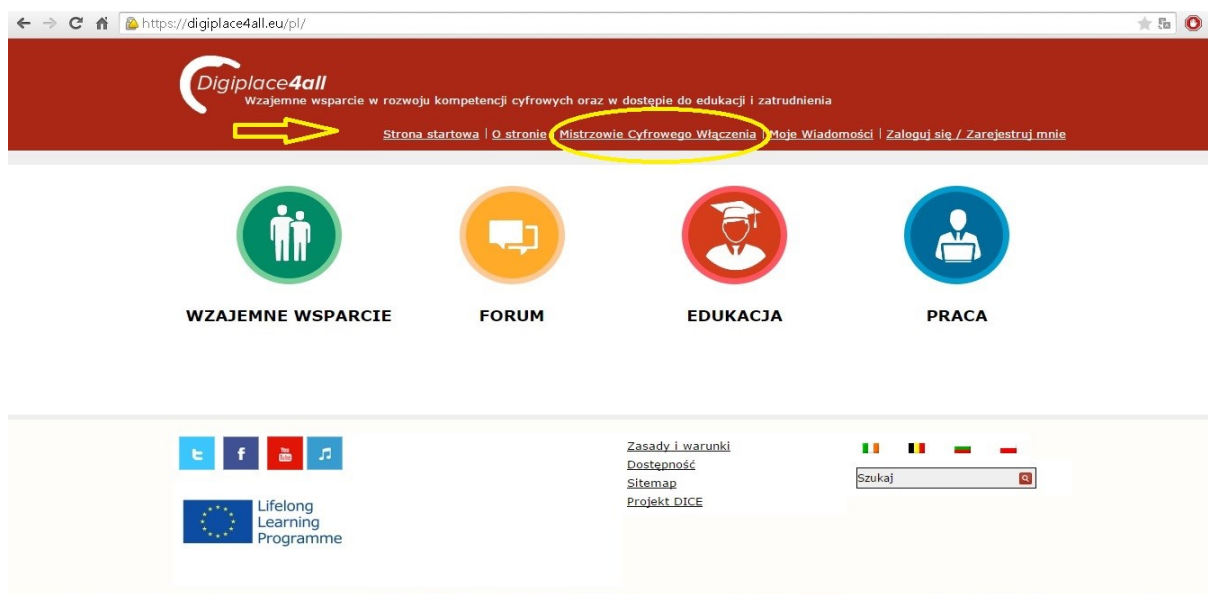 https://digiplace4all.eu/pl/
Digiplace4all
Wzajemne wsparcie w rozwoju kompetencji cyfrowych oraz w dostępie do edukacji i zatrudnienia
Strona startowa | O stronie | Mistrzowie Cyfrowego Włączenia | Moje Wiadomości | Zaloguj się / Zarejestruj mnie
WZAJEMNE WSPARCIE FORUM EDUKACJA PRACA
t f You Tube
Zasady i warunki
Dostępność
Sitemap
Projekt DICE
Szukaj
Lifelong
Learning
Programme